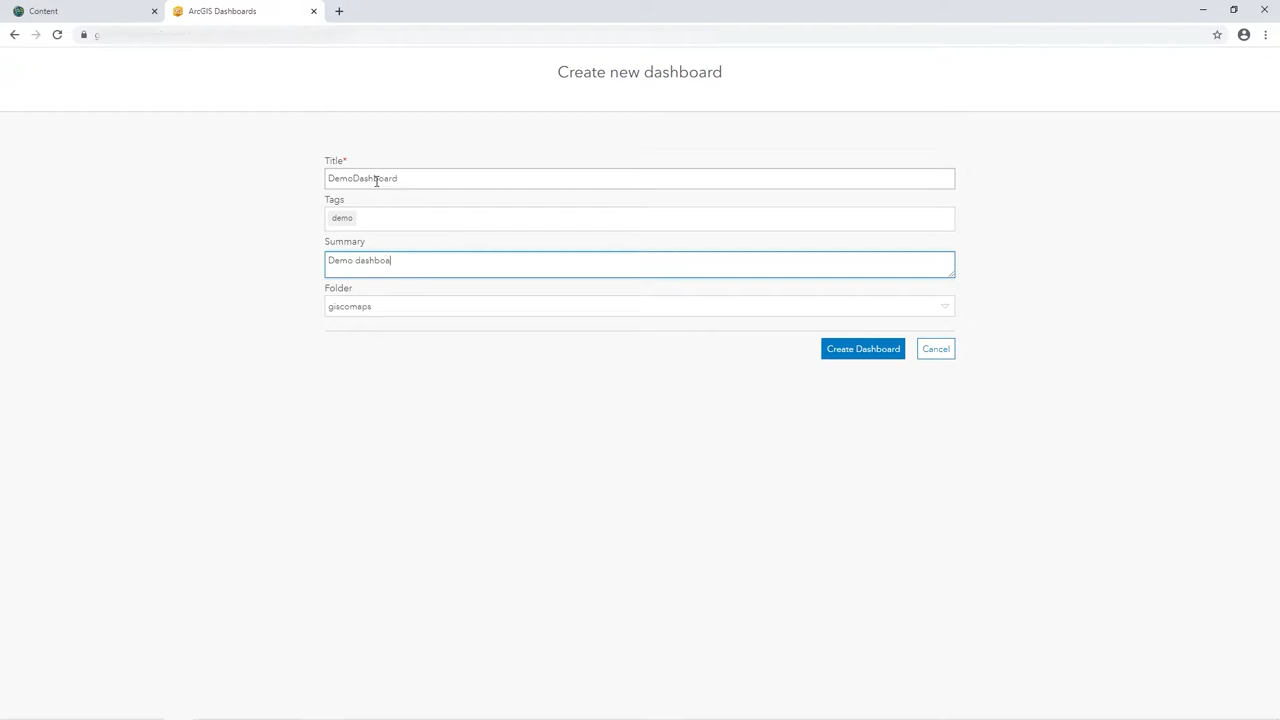 Content
ArcGIS Dashboards
Create new dashboard
Title*
DemoDashboard
Tags
demo
Summary
Demo dashboa
Folder
giscomaps
Create Dashboard
Cancel